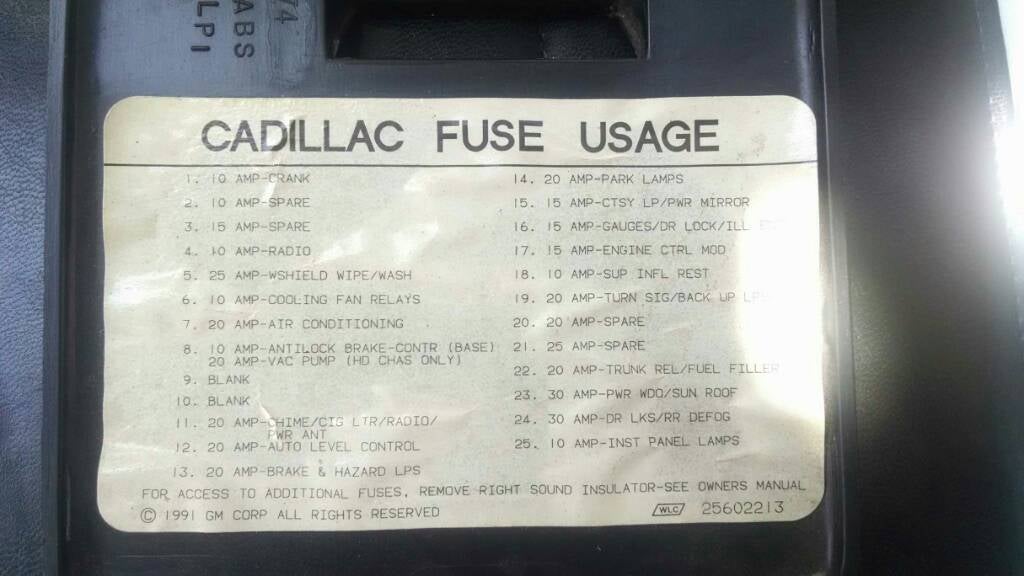 74
ABS
LPI
CADILLAC FUSE USAGE
1. 10 AMP-CRANK
2. 10 AMP-SPARE
3. 15 AMP-SPARE
4. 10 AMP-RADIO
5. 25 AMP-WSHIELD WIPE/WASH
6. 10 AMP-COOLING FAN RELAYS
7. 20 AMP-AIR CONDITIONING
8. 10 AMP-ANTILOCK BRAKE-CONTR (BASE)
20 AMP-VAC PUMP (HD CHAS ONLY)
9. BLANK
10. BLANK
11. 20 AMP-CHIME/CIG LTR/RADIO/
PWR ANT
12. 20 AMP-AUTO LEVEL CONTROL
13. 20 AMP-BRAKE & HAZARD LPS
14. 20 AMP-PARK LAMPS
15. 15 AMP-CTSY LP/PWR MIRROR
16. 15 AMP-GAUGES/DR LOCK/ILL
17. 15 AMP-ENGINE CTRL MOD
18. 10 AMP-SUP INFL REST
19. 20 AMP-TURN SIG/BACK UP
20. 20 AMP-SPARE
21. 25 AMP-SPARE
22. 20 AMP-TRUNK REL/FUEL FILLER
23. 30 AMP-PWR WDO/SUN ROOF
24. 30 AMP-DR LKS/RR DEFOG
25. 10 AMP-INST PANEL LAMPS
FOR ACCESS TO ADDITIONAL FUSES, REMOVE RIGHT SOUND INSULATOR-SEE OWNERS MANUAL
© 1991 GM CORP ALL RIGHTS RESERVED WLC 25602213